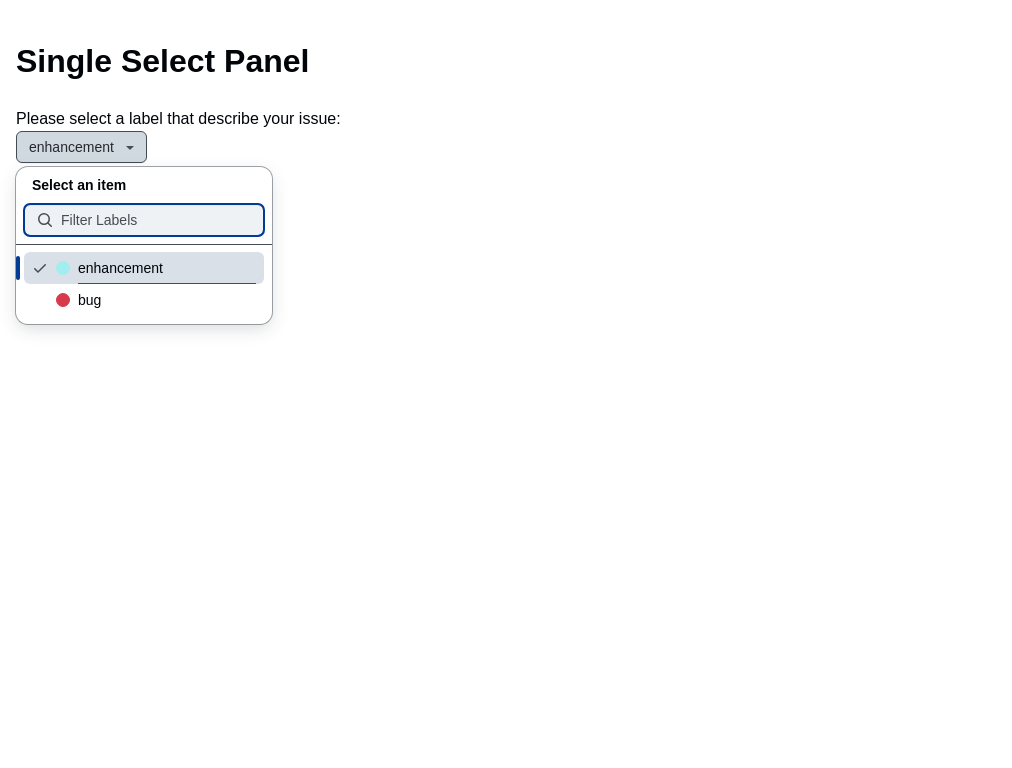 Single Select Panel
Please select a label that describe your issue:
enhancement
Select an item
Filter Labels
enhancement
bug